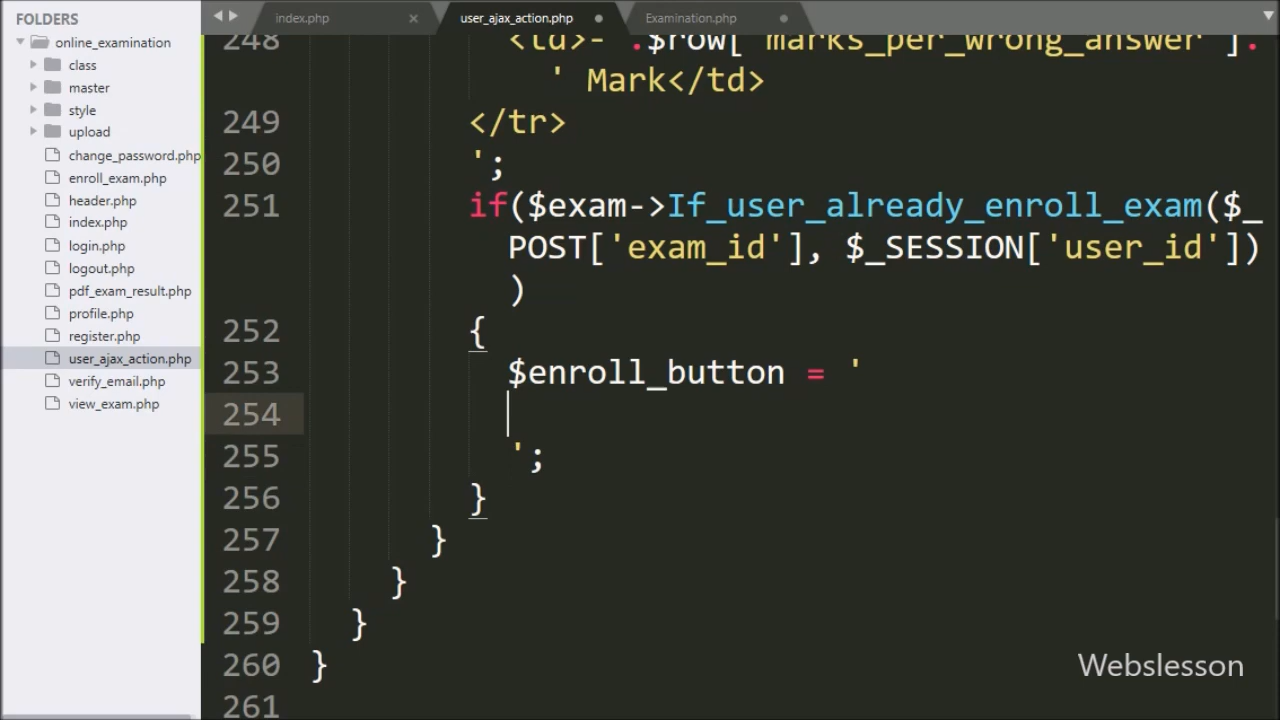 FOLDERS
online_examination
class
master
style
upload
change_password.php
enroll_exam.php
header.php
index.php
login.php
logout.php
pdf_exam_result.php
profile.php
register.php
user_ajax_action.php
verify_email.php
view_exam.php
index.php × user_ajax_action.php Examination.php
248 <td>- '.$row["marks_per_wrong_answer"].
' Mark</td>
249 </tr>
250 ';
251 if($exam->If_user_already_enroll_exam($_
POST['exam_id'], $_SESSION['user_id'])
)
252 {
253 $enroll_button = '
254
255 ';
256 }
257 }
258 }
259 }
260 }
261
Webslesson